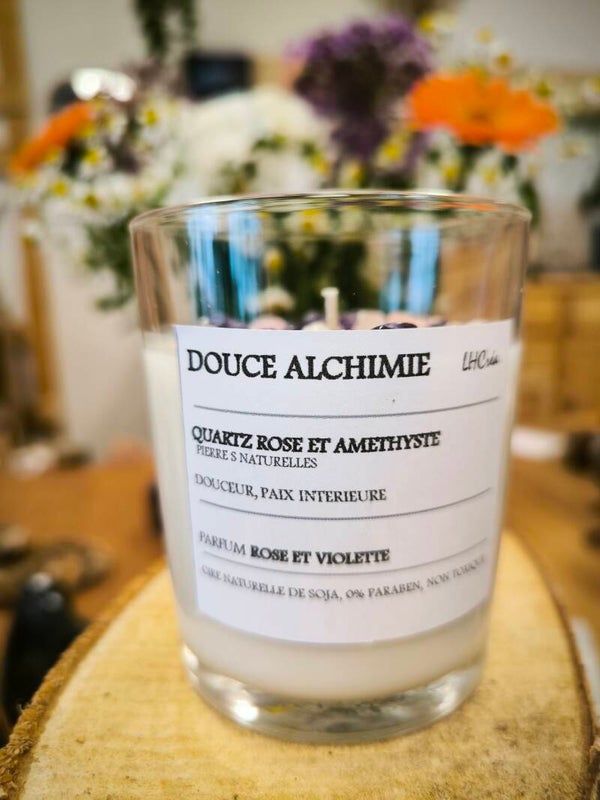 DOUCE ALCHIMIE LHCréa
QUARTZ ROSE ET AMETHYSTE
PIERRE S NATURELLES
DOUCEUR, PAIX INTERIEURE
PARFUM ROSE ET VIOLETTE
CIRE NATURELLE DE SOJA, 0% PARABEN, NON TOXIQUE